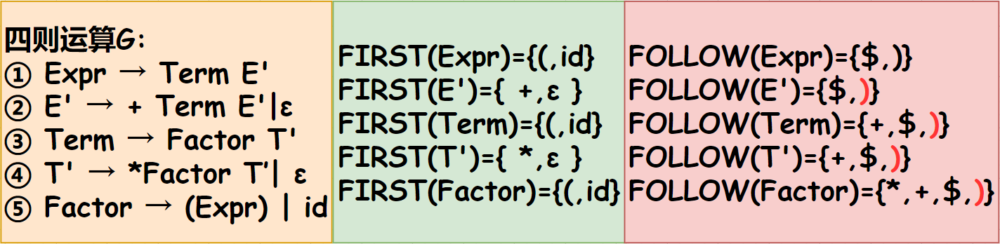 四则运算G:
① Expr → Term E'
② E' → + Term E'|ε
③ Term → Factor T'
④ T' → *Factor T’| ε
⑤ Factor → (Expr) | id
FIRST(Expr)={(,id}
FIRST(E')={ +,ε }
FIRST(Term)={(,id}
FIRST(T')={ *,ε }
FIRST(Factor)={(,id}
FOLLOW(Expr)={$,)}
FOLLOW(E')={$,)}
FOLLOW(Term)={+,$,)}
FOLLOW(T')={+,$,)}
FOLLOW(Factor)={*,+,$,)}